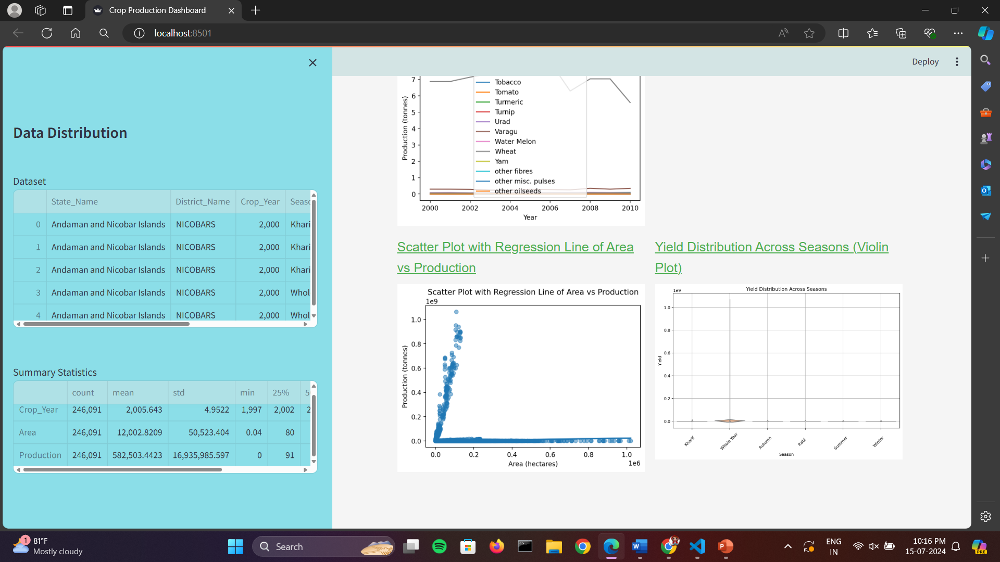 Crop Production Dashboard
localhost:8501
Deploy
Data Distribution
Dataset
State_Name District_Name Crop_Year Seaso
0 Andaman and Nicobar Islands NICOBARS 2,000 Khari
1 Andaman and Nicobar Islands NICOBARS 2,000 Khari
2 Andaman and Nicobar Islands NICOBARS 2,000 Khari
3 Andaman and Nicobar Islands NICOBARS 2,000 Whol
4 Andaman and Nicobar Islands NICOBARS 2,000 Whol
Summary Statistics
count mean std min 25% 5
Crop_Year 246,091 2,005.643 4.9522 1,997 2,002 2
Area 246,091 12,002.8209 50,523.404 0.04 80
Production 246,091 582,503.4423 16,935,985.597 0 91
Production (tonnes)
7
6
5
4
3
2
1
0
Tobacco
Tomato
Turmeric
Turnip
Urad
Varagu
Water Melon
Wheat
Yam
other fibres
other misc. pulses
other oilseeds
2000 2002 2004 2006 2008 2010
Year
Scatter Plot with Regression Line of Area
vs Production
Scatter Plot with Regression Line of Area vs Production
1e9
Production (tonnes)
1.0
0.8
0.6
0.4
0.2
0.0
0.0 0.2 0.4 0.6 0.8 1.0
1e6
Area (hectares)
Yield Distribution Across Seasons (Violin
Plot)
Yield Distribution Across Seasons
1e9
Yield
1.0
0.8
0.6
0.4
0.2
0.0
Kharif Whole Year Autumn Rabi Summer Winter
Season
1
81°F
Mostly cloudy
Search
ENG
IN
10:16 PM
15-07-2024
PRE